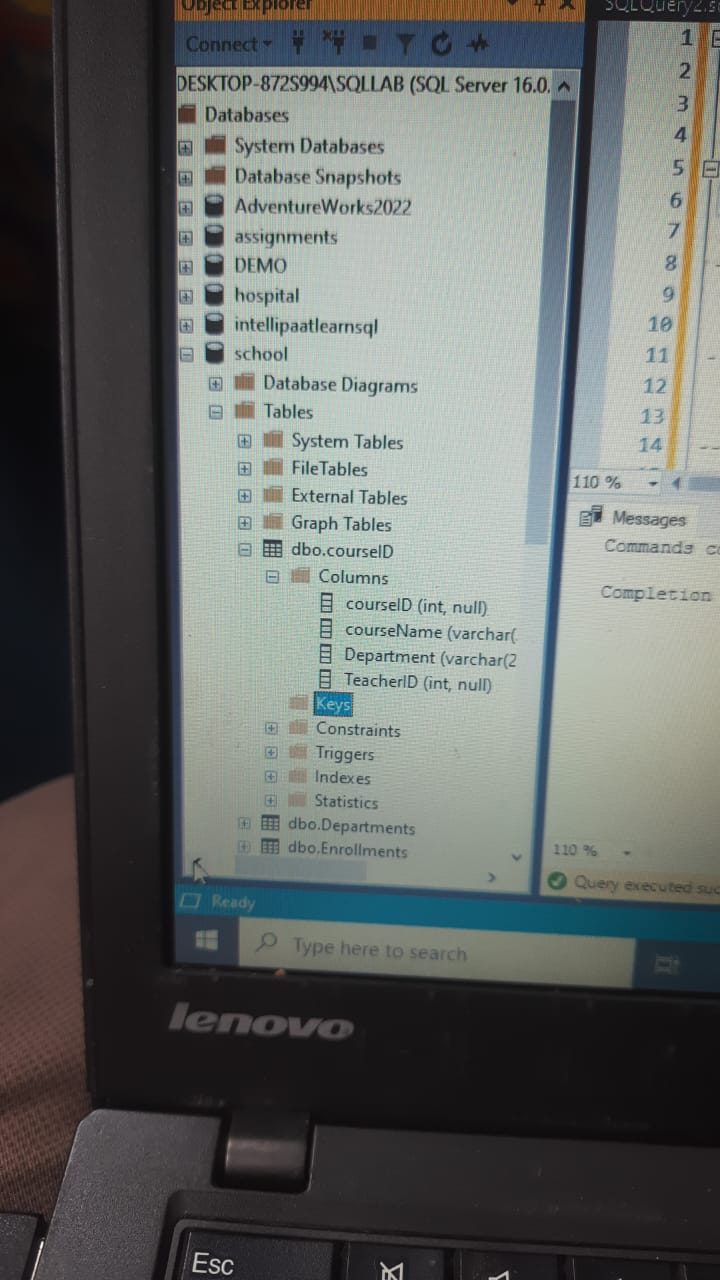 Object Explorer
SQLQuery2.s
Connect
DESKTOP-872S994\SQLLAB (SQL Server 16.0.
Databases
System Databases
Database Snapshots
AdventureWorks2022
assignments
DEMO
hospital
intellipaatlearnsql
school
Database Diagrams
Tables
System Tables
FileTables
External Tables
Graph Tables
dbo.courseID
Columns
courseID (int, null)
courseName (varchar(
Department (varchar(2
TeacherID (int, null)
Keys
Constraints
Triggers
Indexes
Statistics
dbo.Departments
dbo.Enrollments
1
2
3
4
5
6
7
8
9
10
11
12
13
14
110 %
Messages
Commands c
Completion
110 %
Query executed suc
Ready
Type here to search
lenovo
Esc